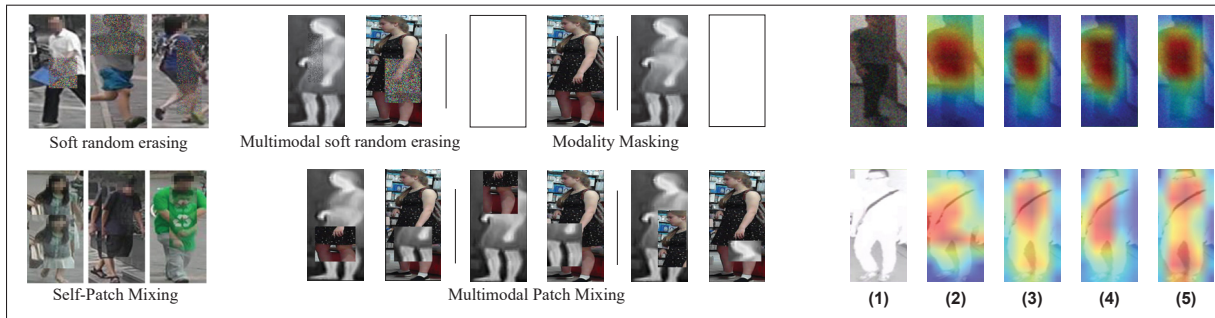 Soft random erasing
Multimodal soft random erasing
Modality Masking
Self-Patch Mixing
Multimodal Patch Mixing
(1)
(2)
(3)
(4)
(5)